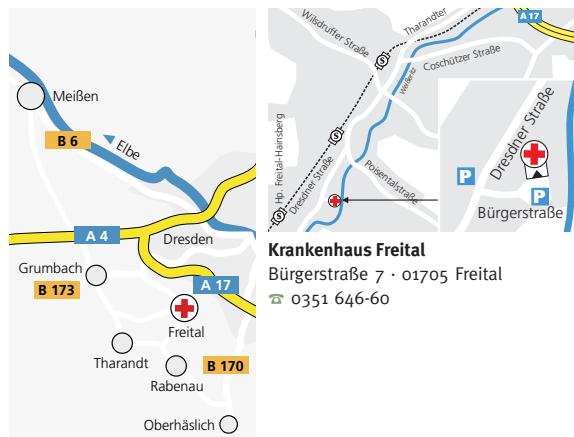 Meißen
B 6
Elbe
A 4
Dresden
Grumbach
B 173
A 17
Freital
Tharandt
B 170
Rabenau
Oberhäslich
Wilsdruffer Straße
Tharandter
A 17
S
Coschützer Straße
Weißeritz
S
Hp. Freital-Hainsberg
Dresdner Straße
Poisentalstraße
S
Dresdner Straße
P
P
Bürgerstraße
Krankenhaus Freital
Bürgerstraße 7 · 01705 Freital
☎ 0351 646-60